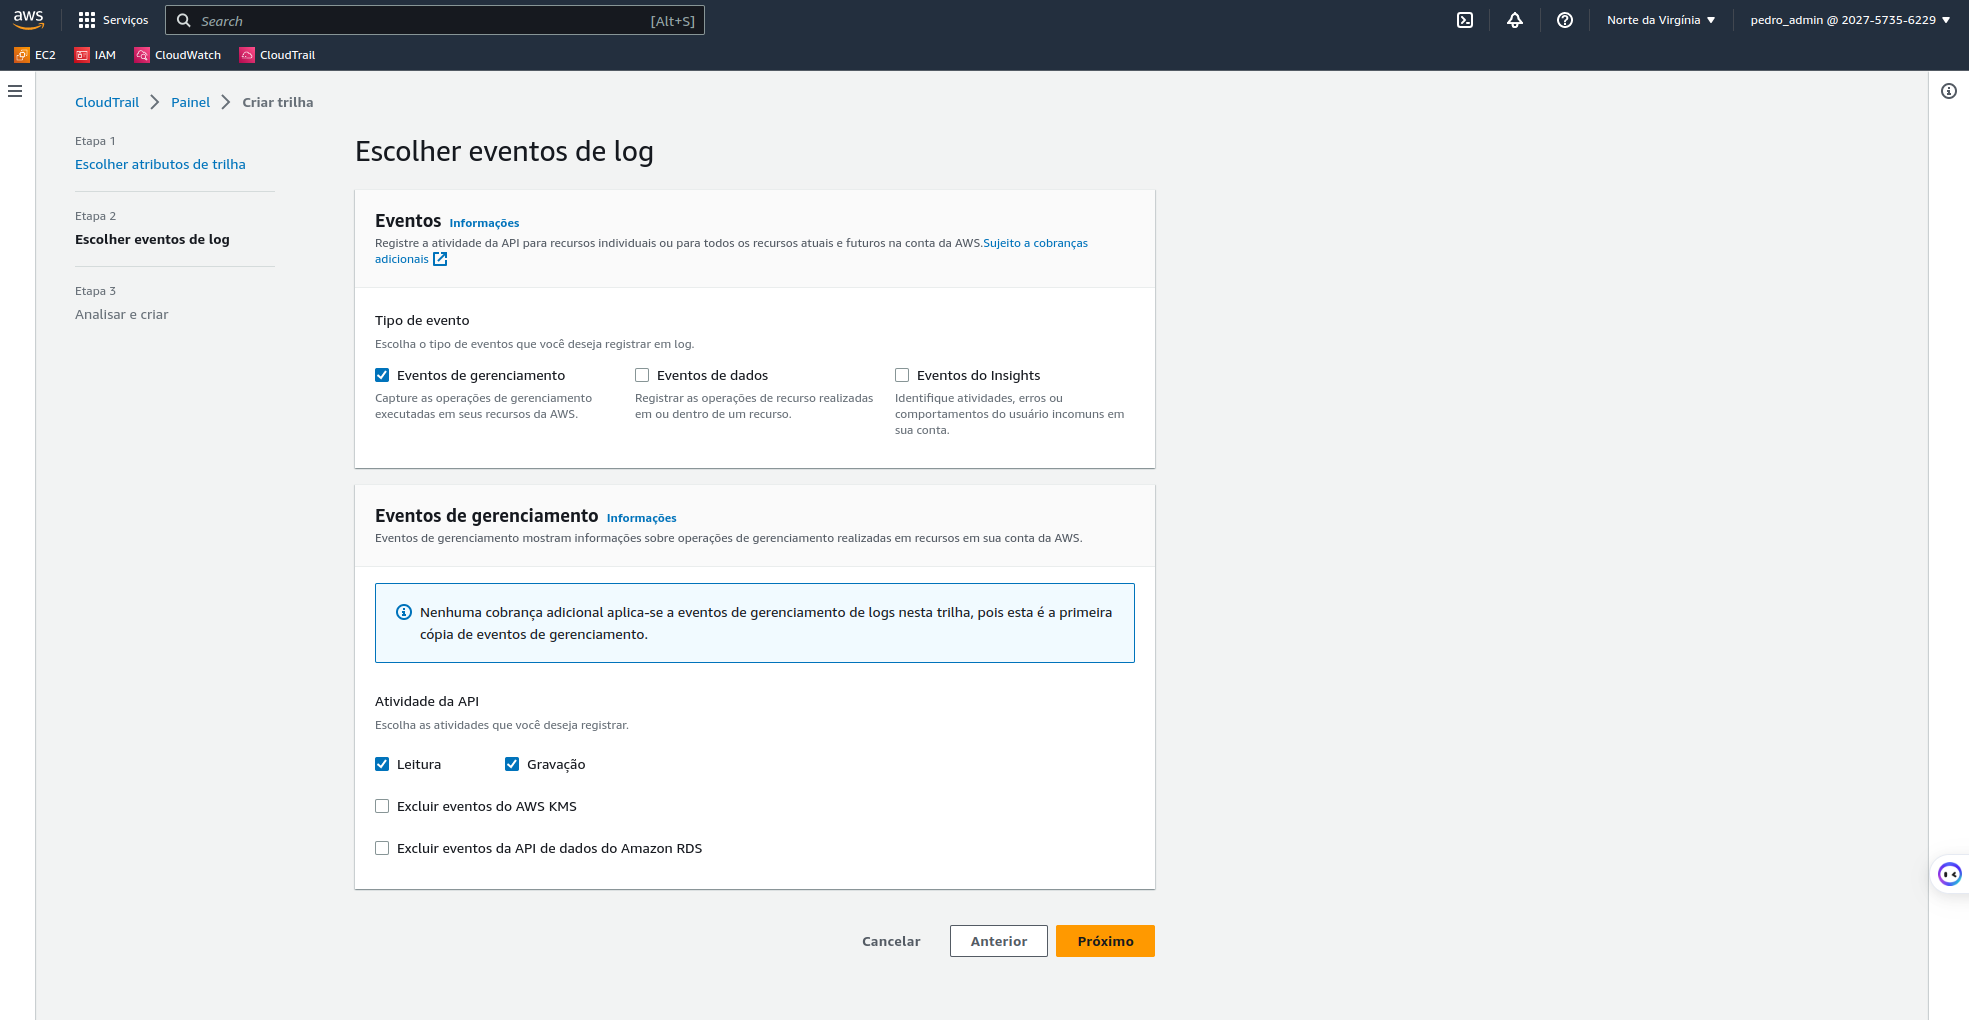 aws
Serviços
Search
[Alt+S]
Norte da Virgínia
pedro_admin @ 2027-5735-6229
EC2
IAM
CloudWatch
CloudTrail
CloudTrail
Painel
Criar trilha
Etapa 1
Escolher atributos de trilha
Etapa 2
Escolher eventos de log
Etapa 3
Analisar e criar
Escolher eventos de log
Eventos Informações
Registre a atividade da API para recursos individuais ou para todos os recursos atuais e futuros na conta da AWS.Sujeito a cobranças
adicionais
Tipo de evento
Escolha o tipo de eventos que você deseja registrar em log.
Eventos de gerenciamento
Capture as operações de gerenciamento
executadas em seus recursos da AWS.
Eventos de dados
Registrar as operações de recurso realizadas
em ou dentro de um recurso.
Eventos do Insights
Identifique atividades, erros ou
comportamentos do usuário incomuns em
sua conta.
Eventos de gerenciamento Informações
Eventos de gerenciamento mostram informações sobre operações de gerenciamento realizadas em recursos em sua conta da AWS.
Nenhuma cobrança adicional aplica-se a eventos de gerenciamento de logs nesta trilha, pois esta é a primeira
cópia de eventos de gerenciamento.
Atividade da API
Escolha as atividades que você deseja registrar.
Leitura
Gravação
Excluir eventos do AWS KMS
Excluir eventos da API de dados do Amazon RDS
Cancelar
Anterior
Próximo